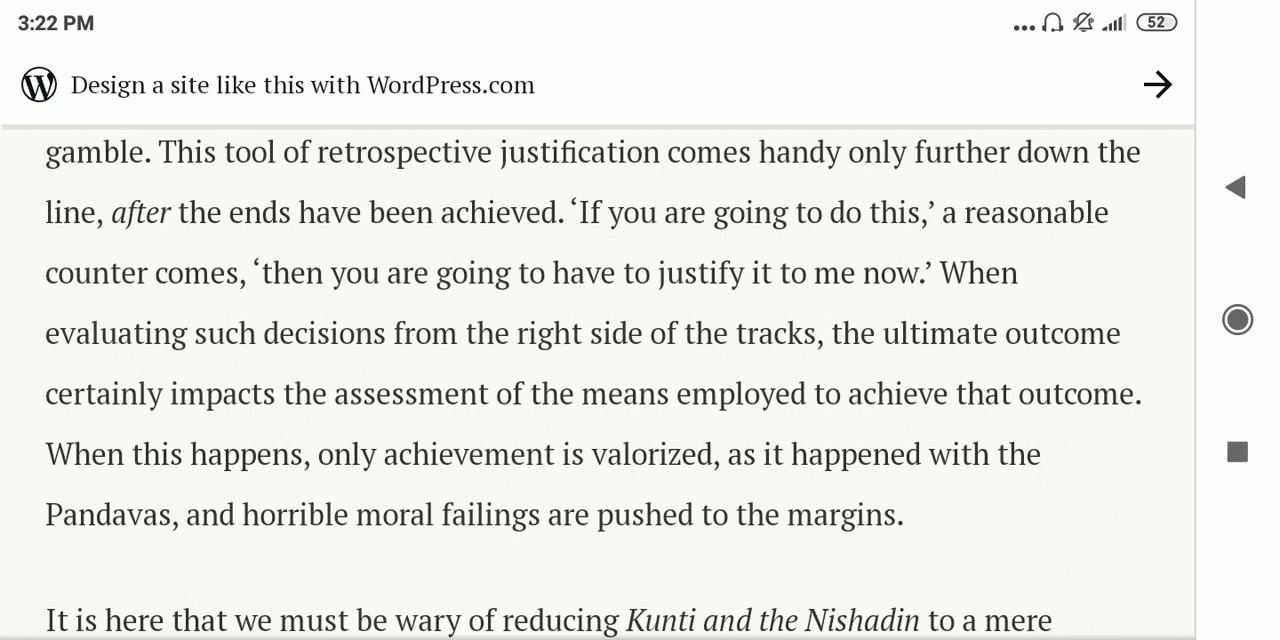 3:22 PM
52
Design a site like this with WordPress.com
gamble. This tool of retrospective justification comes handy only further down the
line, after the ends have been achieved. ‘If you are going to do this,’ a reasonable
counter comes, ‘then you are going to have to justify it to me now.’ When
evaluating such decisions from the right side of the tracks, the ultimate outcome
certainly impacts the assessment of the means employed to achieve that outcome.
When this happens, only achievement is valorized, as it happened with the
Pandavas, and horrible moral failings are pushed to the margins.
It is here that we must be wary of reducing Kunti and the Nishadin to a mere